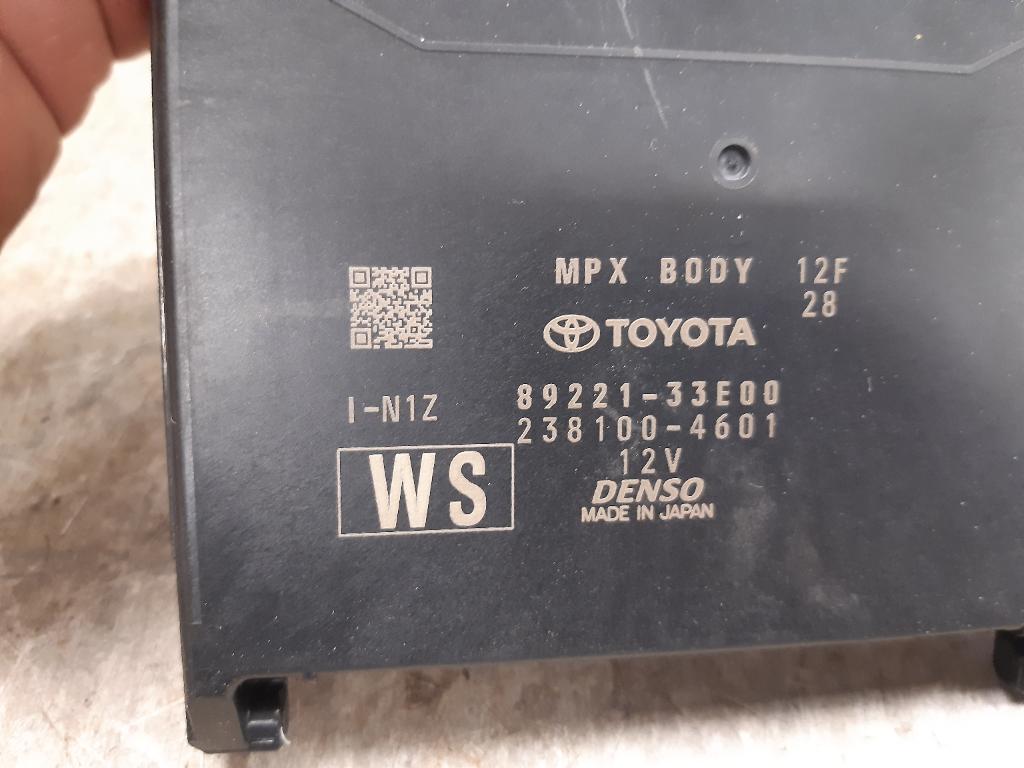 MPX BODY 12F
28
TOYOTA
89221-33E00
I-N1Z
238100-4601
12V
WS
DENSO
MADE IN JAPAN